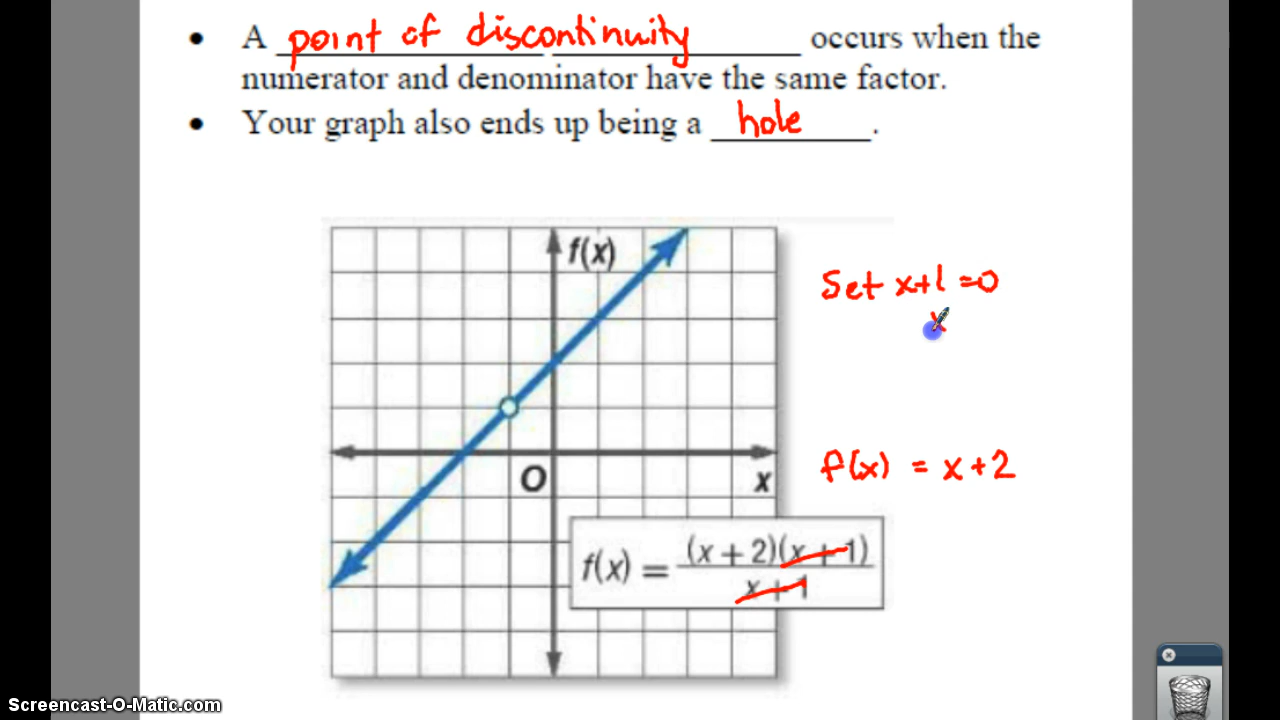 • A point of discontinuity occurs when the
numerator and denominator have the same factor.
• Your graph also ends up being a hole.
f(x)
Set x+1=0
x
O
x
f(x) = x+2
f(x) = (x + 2)(x + 1) / x + 1
Screencast-O-Matic.com